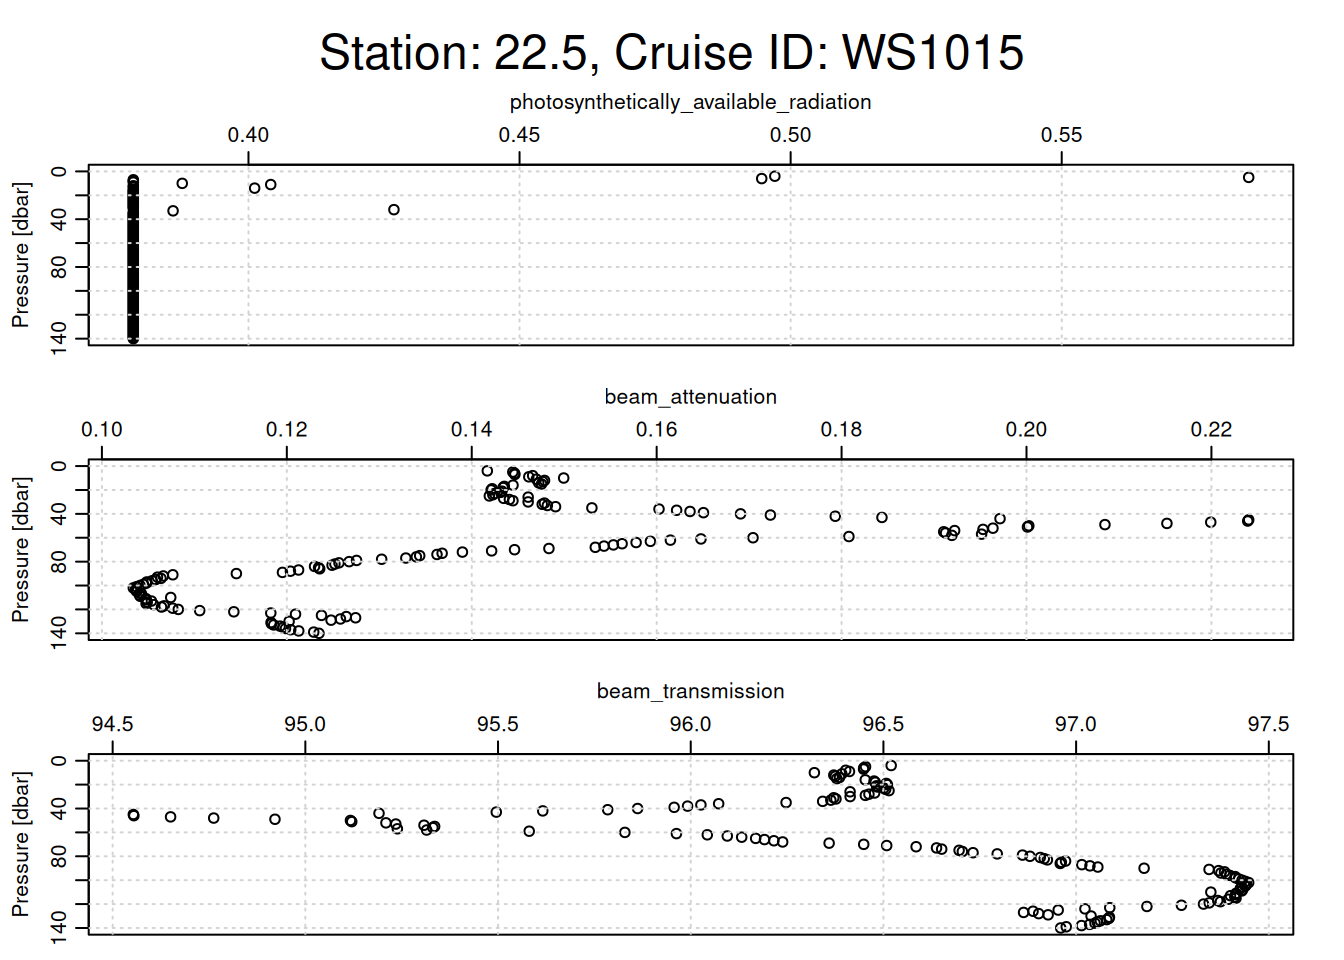 Station: 22.5, Cruise ID: WS1015
photosynthetically_available_radiation
0.40 0.45 0.50 0.55
Pressure [dbar]
0 40 80 140
beam_attenuation
0.10 0.12 0.14 0.16 0.18 0.20 0.22
Pressure [dbar]
0 40 80 140
beam_transmission
94.5 95.0 95.5 96.0 96.5 97.0 97.5
Pressure [dbar]
0 40 80 140